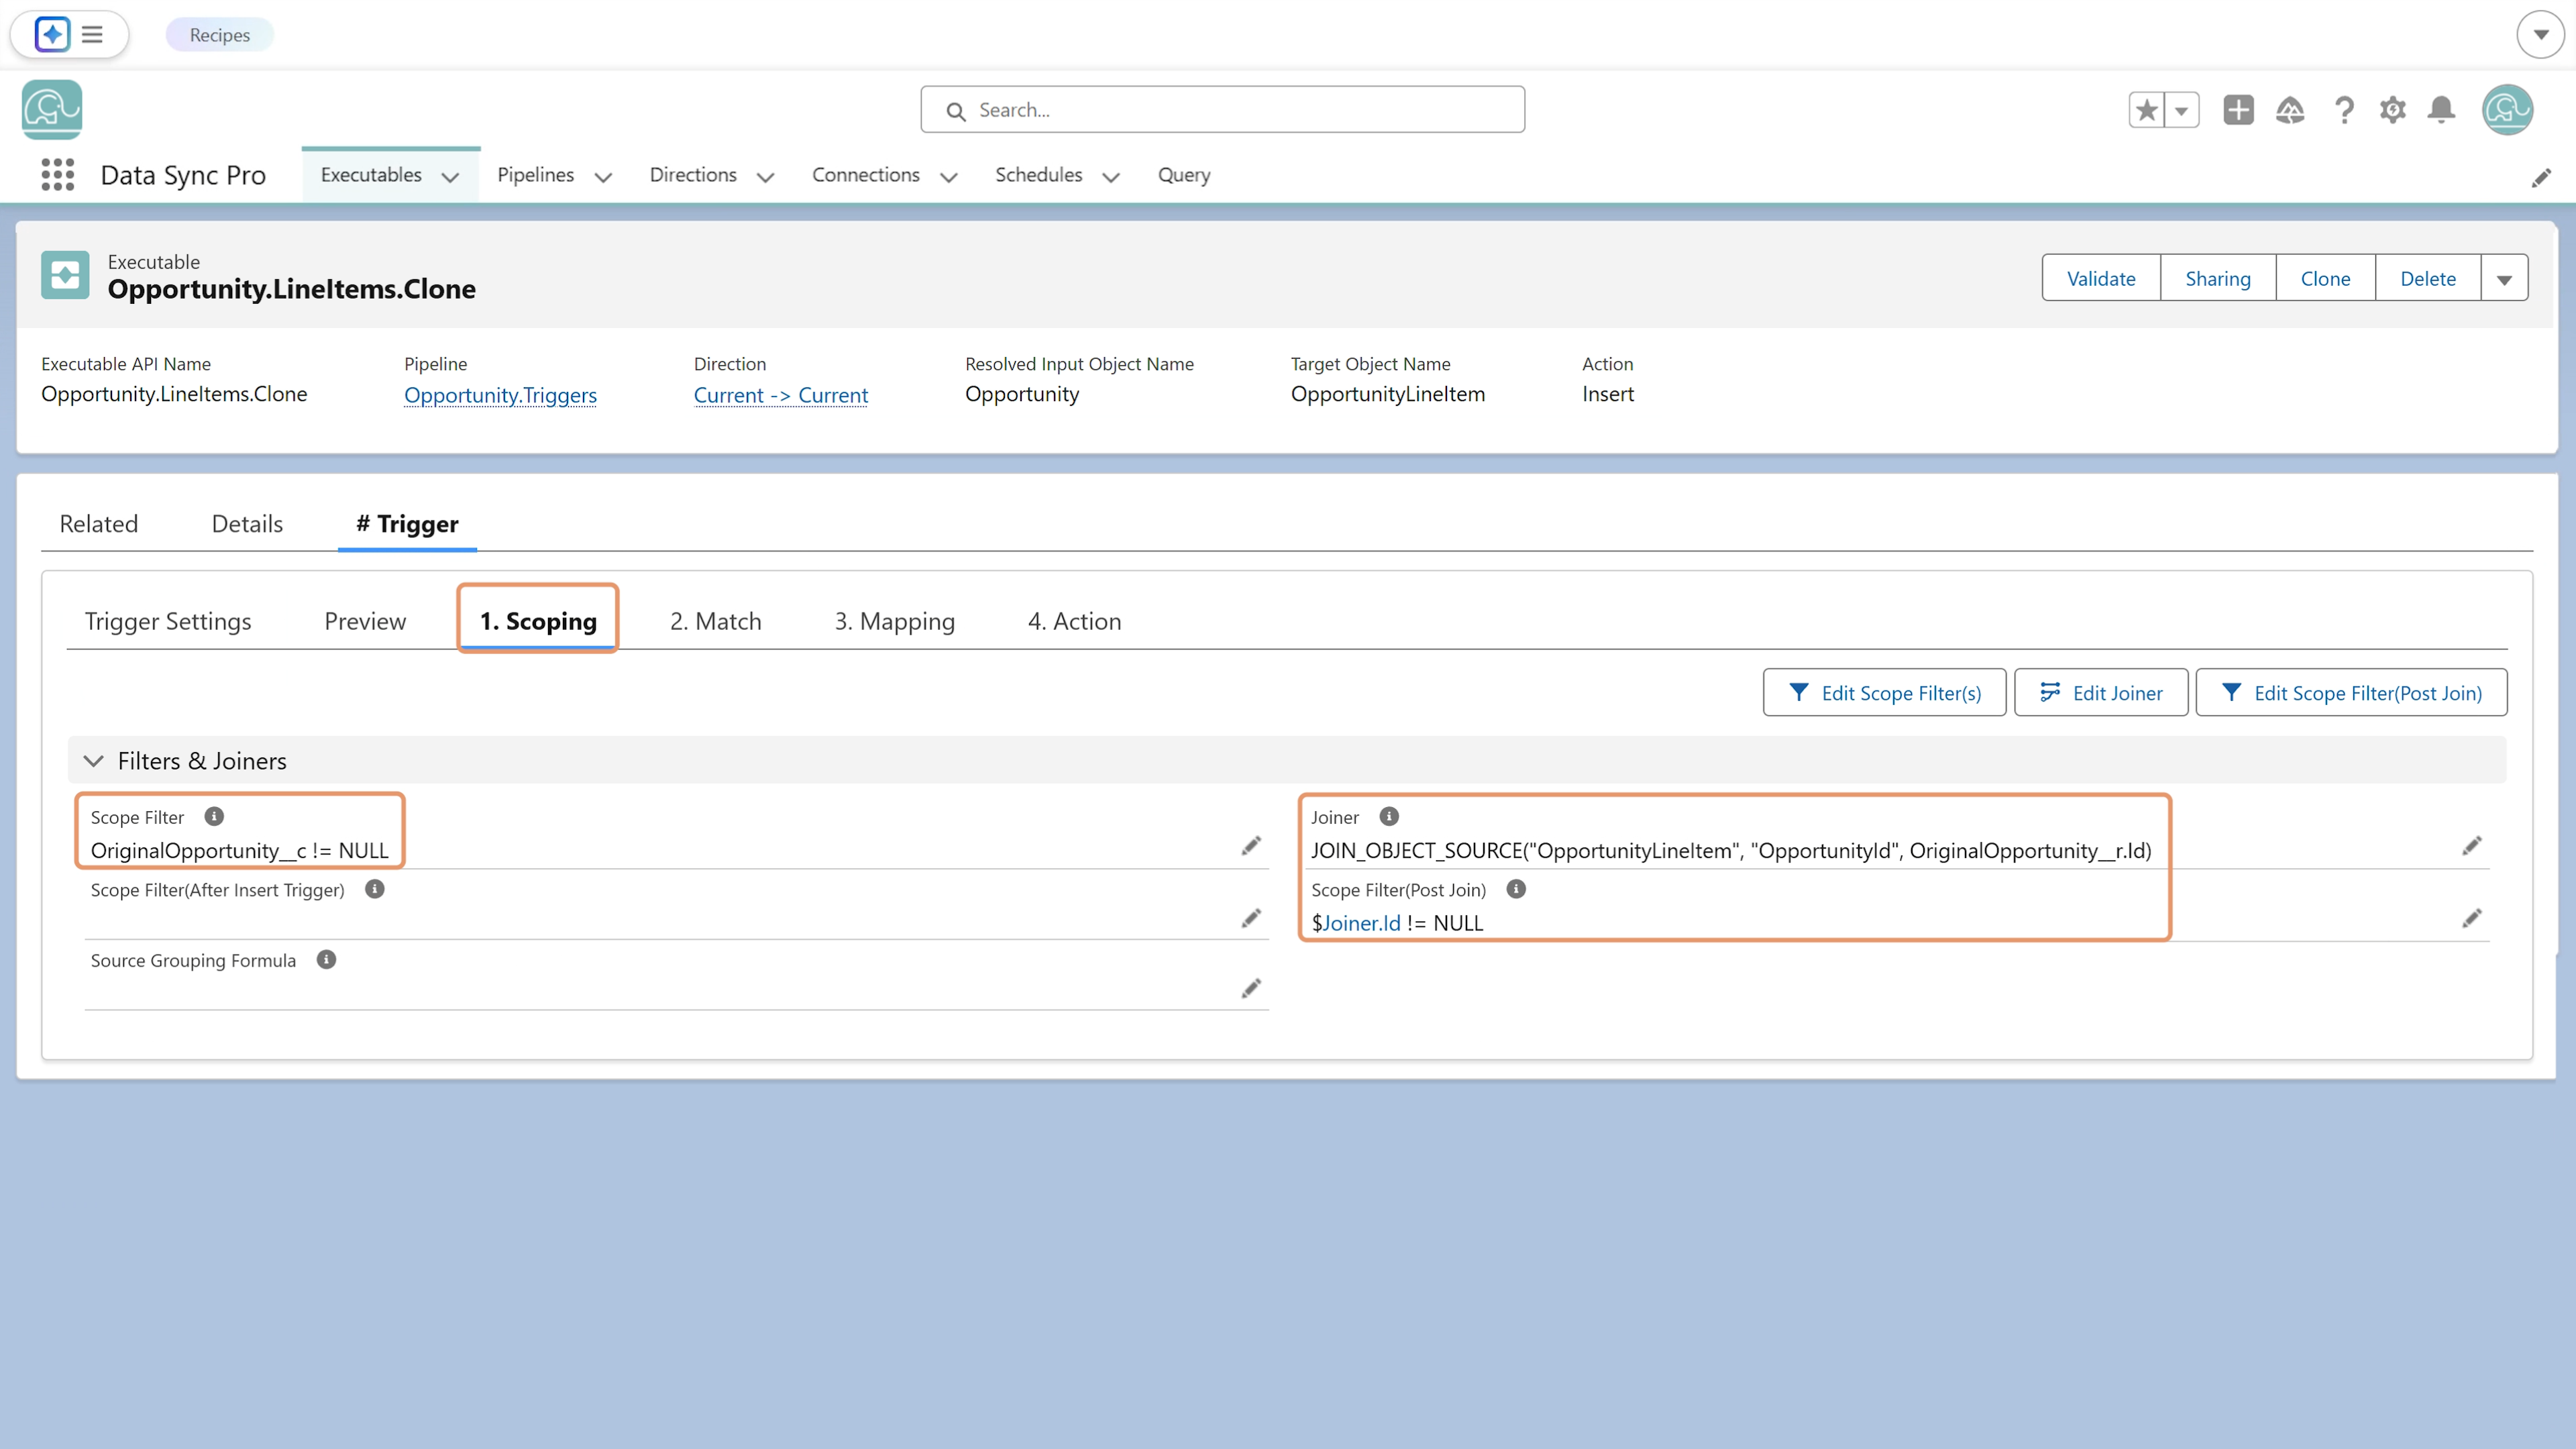 Recipes
Search...
Data Sync Pro
Executables
Pipelines
Directions
Connections
Schedules
Query
Executable
Opportunity.LineItems.Clone
Validate
Sharing
Clone
Delete
Executable API Name
Opportunity.LineItems.Clone
Pipeline
Opportunity.Triggers
Direction
Current -> Current
Resolved Input Object Name
Opportunity
Target Object Name
OpportunityLineItem
Action
Insert
Related
Details
# Trigger
Trigger Settings
Preview
1. Scoping
2. Match
3. Mapping
4. Action
Edit Scope Filter(s)
Edit Joiner
Edit Scope Filter(Post Join)
Filters & Joiners
Scope Filter
OriginalOpportunity__c != NULL
Scope Filter(After Insert Trigger)
Source Grouping Formula
Joiner
JOIN_OBJECT_SOURCE("OpportunityLineItem", "OpportunityId", OriginalOpportunity__r.Id)
Scope Filter(Post Join)
$Joiner.Id != NULL